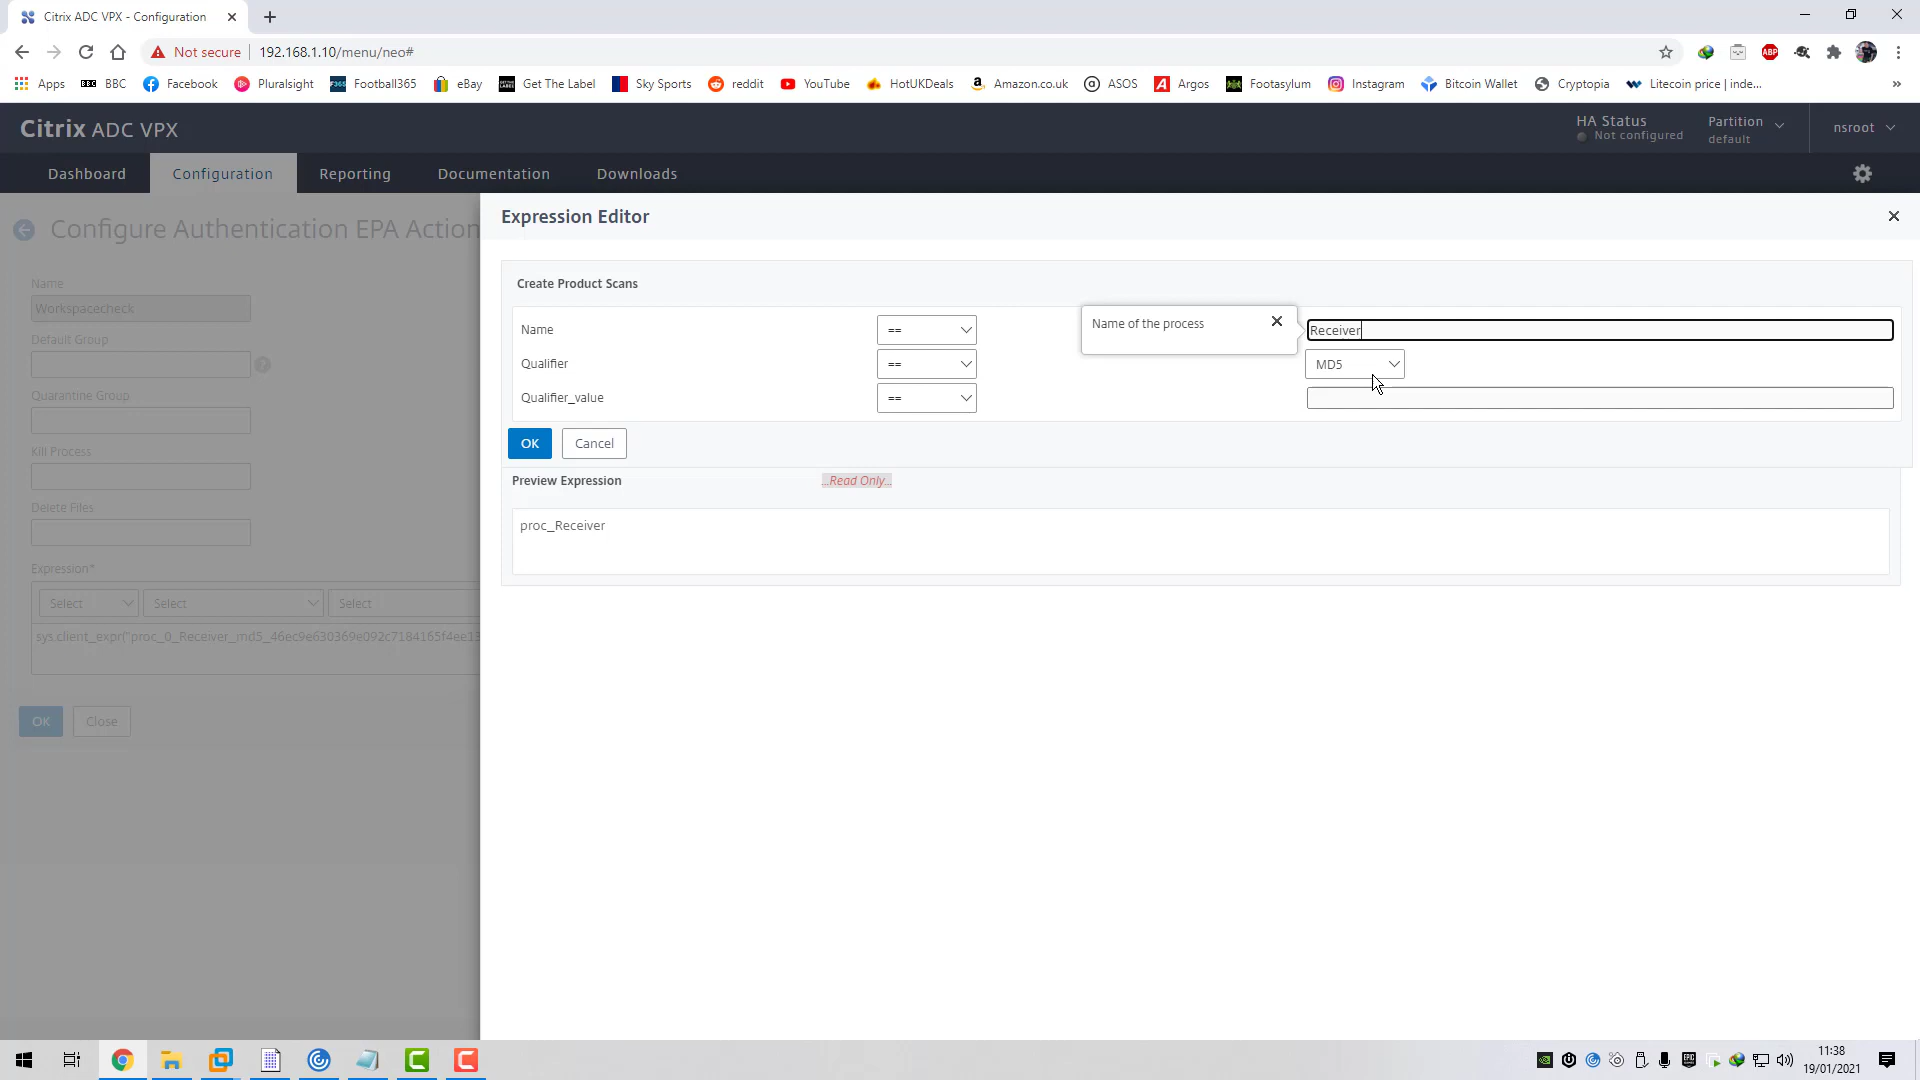 Citrix ADC VPX - Configuration
Not secure
192.168.1.10/menu/neo#
Apps
BBC
Facebook
Pluralsight
Football365
eBay
Get The Label
Sky Sports
reddit
YouTube
HotUKDeals
Amazon.co.uk
ASOS
Argos
Footasylum
Instagram
Bitcoin Wallet
Cryptopia
Litecoin price | inde...
Citrix ADC VPX
HA Status
Not configured
Partition
default
nsroot
Dashboard
Configuration
Reporting
Documentation
Downloads
Configure Authentication EPA Action
Name
Workspacecheck
Default Group
Quarantine Group
Kill Process
Delete Files
Expression*
Select
Select
Select
sys.client_expr("proc_0_Receiver_md5_46ec9e630369e092c7184165f4ee13
OK
Close
Expression Editor
Create Product Scans
Name
==
Name of the process
Receiver
Qualifier
==
MD5
Qualifier_value
==
OK
Cancel
Preview Expression
...Read Only...
proc_Receiver
11:38
19/01/2021